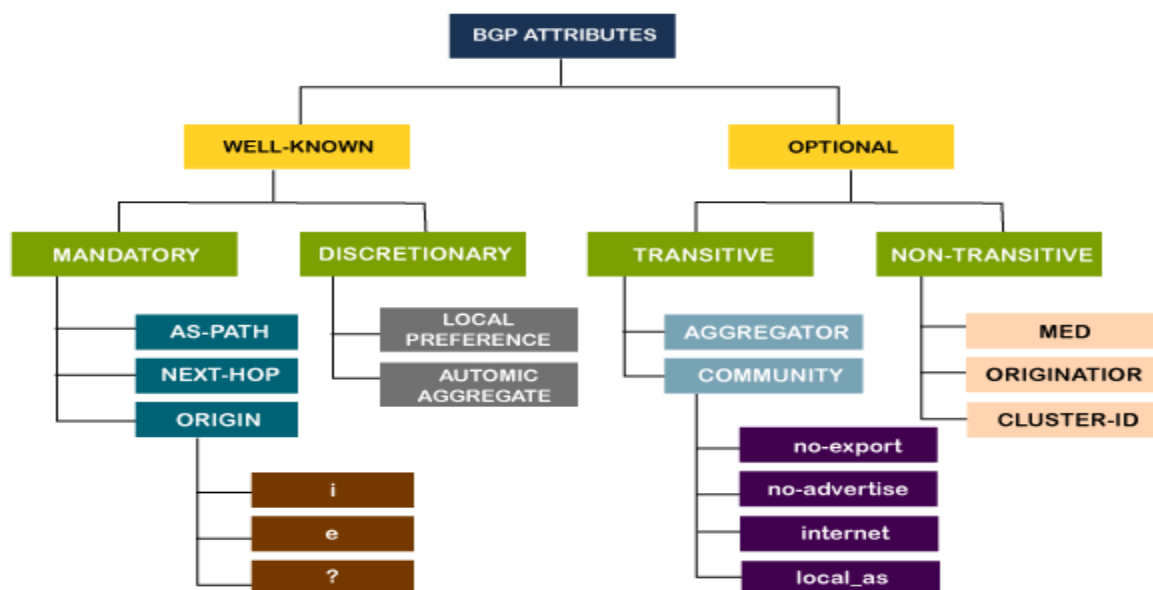 BGP ATTRIBUTES
WELL-KNOWN
OPTIONAL
MANDATORY
DISCRETIONARY
TRANSITIVE
NON-TRANSITIVE
AS-PATH
NEXT-HOP
ORIGIN
i
e
?
LOCAL
PREFERENCE
AUTOMIC
AGGREGATE
AGGREGATOR
COMMUNITY
no-export
no-advertise
internet
local_as
MED
ORIGINATIOR
CLUSTER-ID